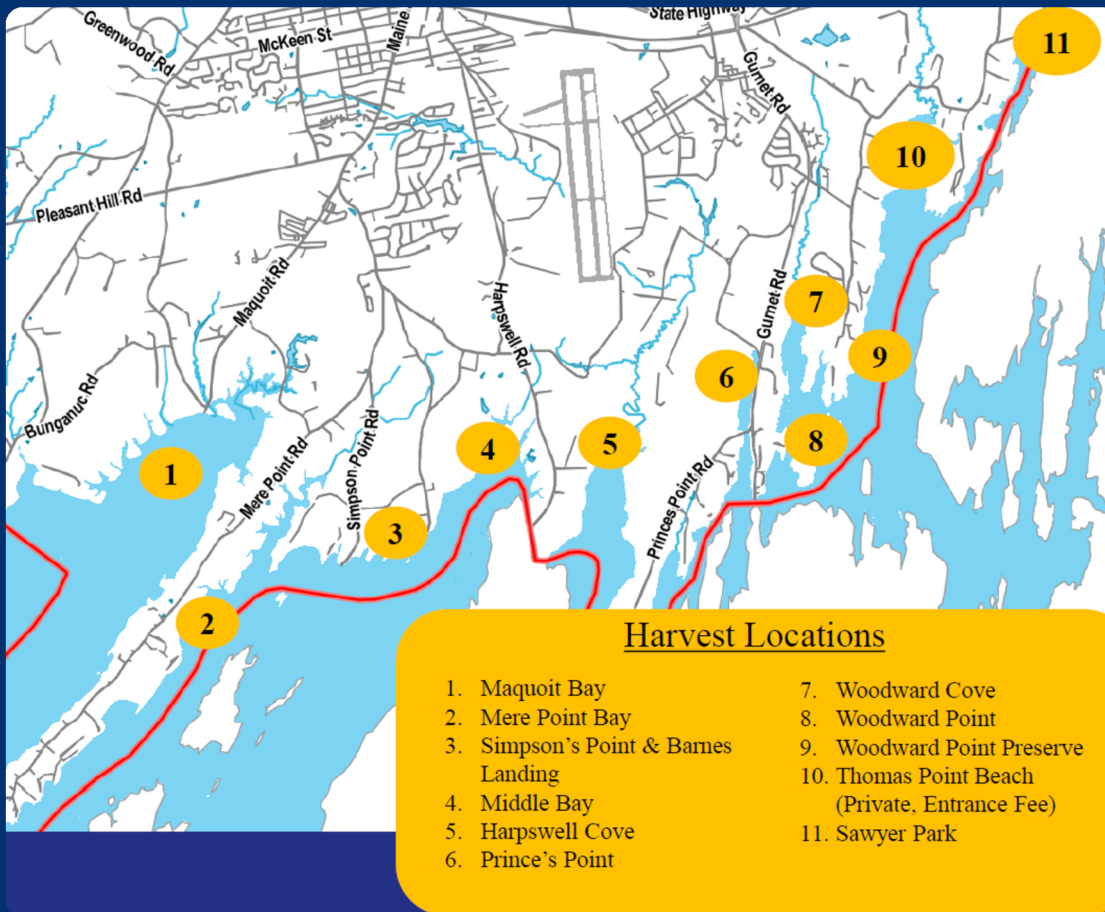 Greenwood Rd
McKeen St
Maine
State Highway
11
Gurnet Rd
10
Pleasant Hill Rd
Maquoit Rd
Harpswell Rd
Gurnet Rd
7
9
6
Bunganuc Rd
Simpson Point Rd
8
4
5
1
Mere Point Rd
Princes Point Rd
3
2
Harvest Locations
1. Maquoit Bay
2. Mere Point Bay
3. Simpson's Point & Barnes
Landing
4. Middle Bay
5. Harpswell Cove
6. Prince's Point
7. Woodward Cove
8. Woodward Point
9. Woodward Point Preserve
10. Thomas Point Beach
(Private, Entrance Fee)
11. Sawyer Park